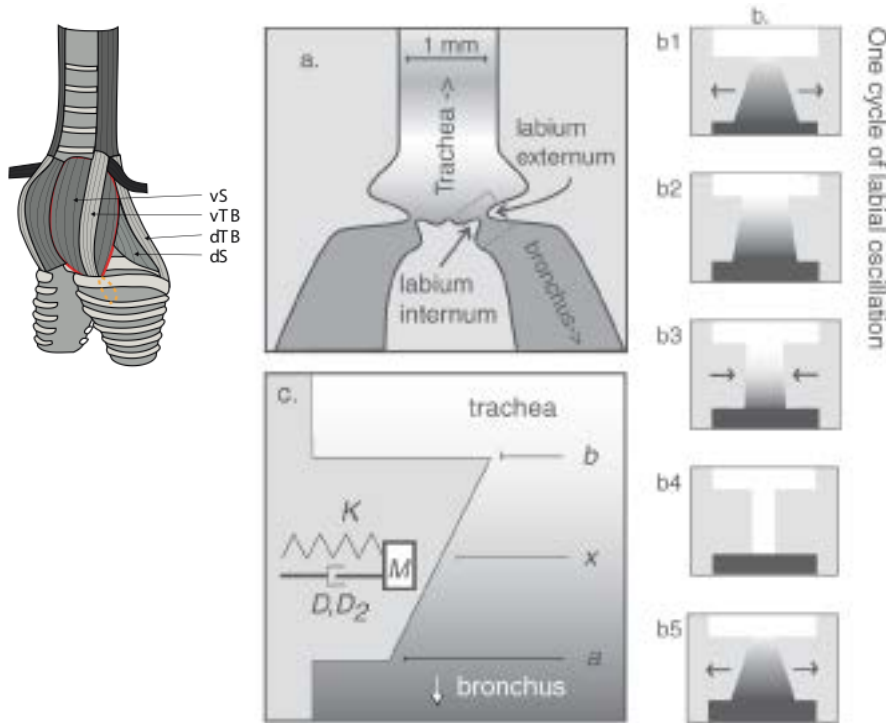 vS
vTB
dTB
dS
a.
1 mm
Trachea ->
labium
externum
labium
internum
bronchus->
c.
trachea
b
K
M
x
D,D2
a
bronchus
b.
b1
b2
b3
b4
b5
One cycle of labial oscillation